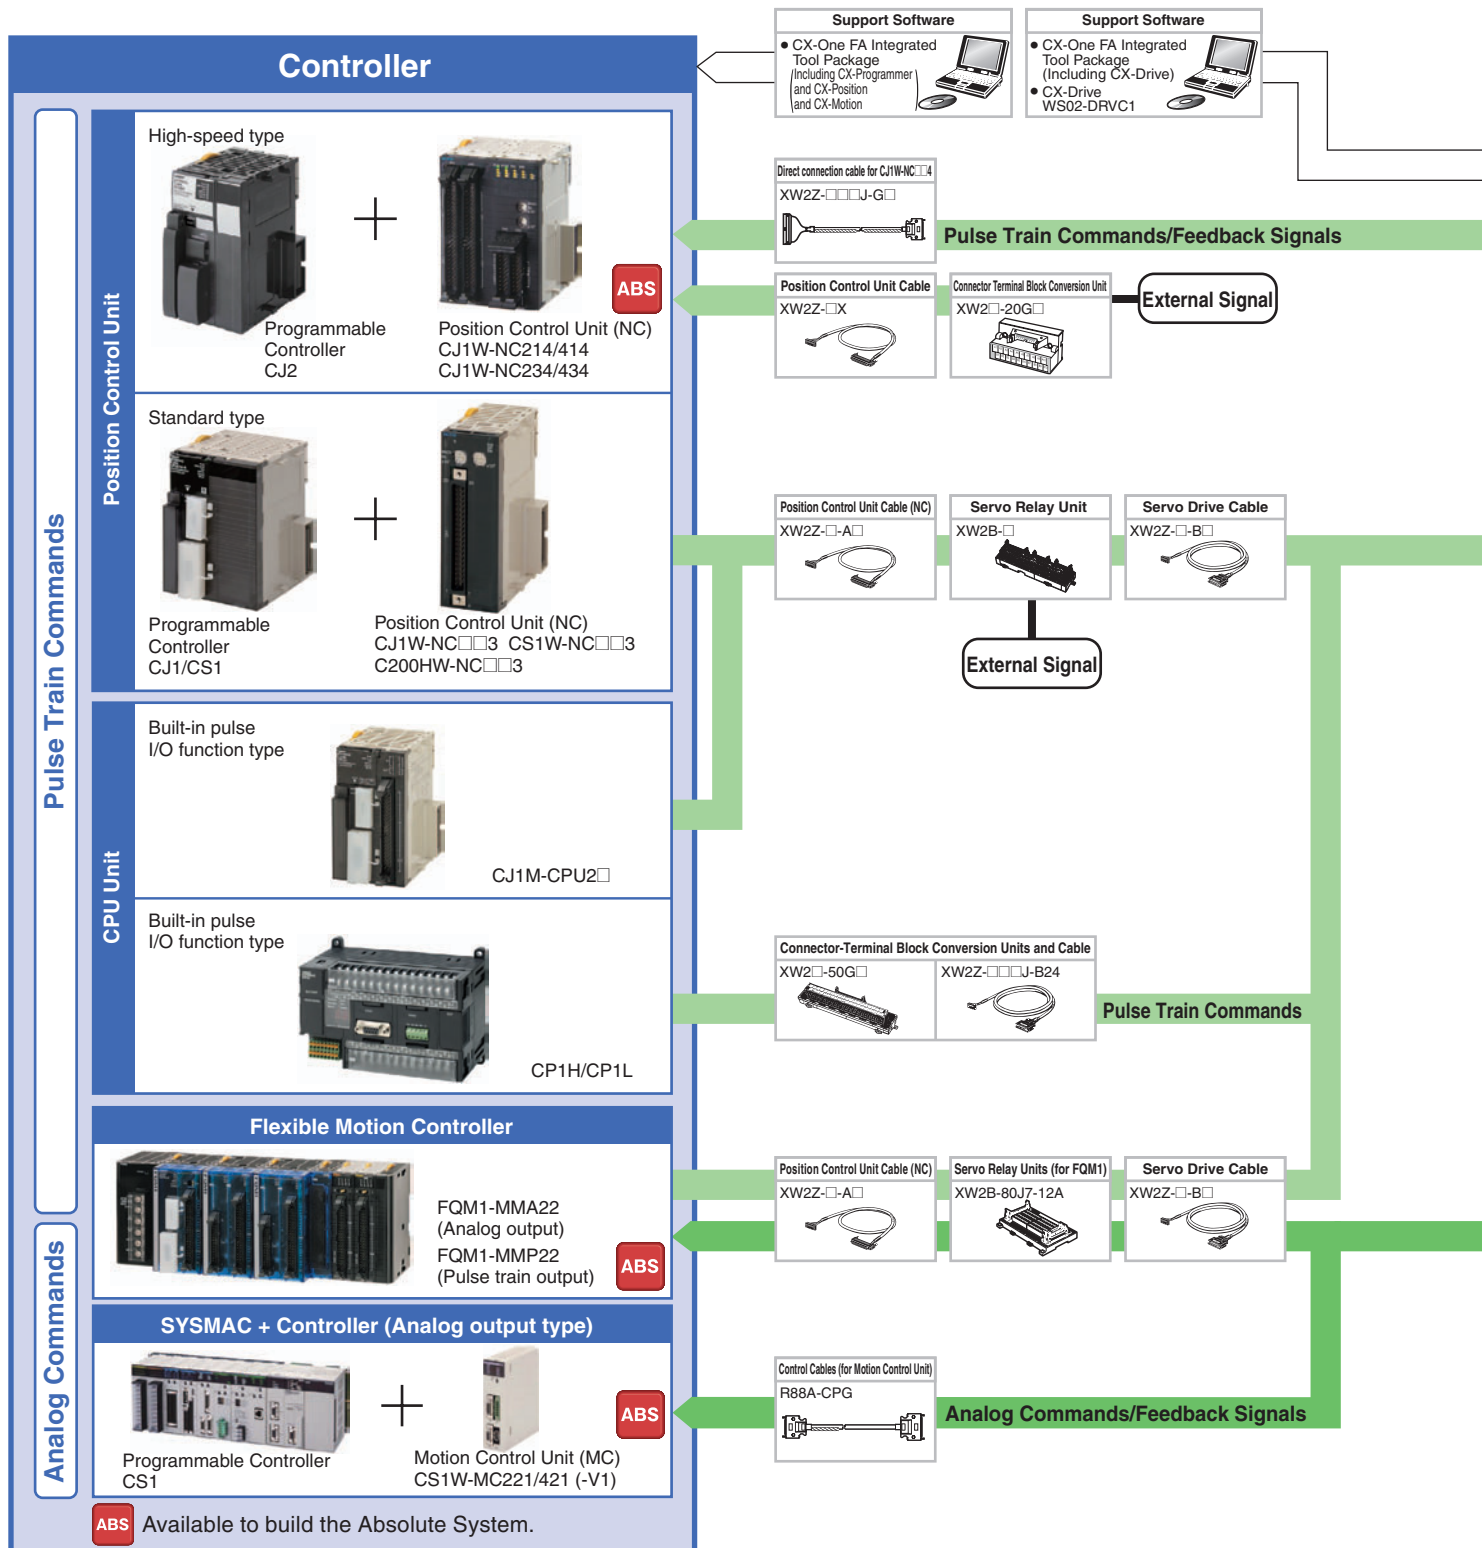 Support Software
● CX-One FA Integrated
Tool Package
(Including CX-Programmer
and CX-Position
and CX-Motion)
Support Software
● CX-One FA Integrated
Tool Package
(Including CX-Drive)
● CX-Drive
WS02-DRVC1
Controller
Pulse Train Commands
Position Control Unit
High-speed type
Programmable
Controller
CJ2
Position Control Unit (NC)
CJ1W-NC214/414
CJ1W-NC234/434
ABS
Direct connection cable for CJ1W-NC□□4
XW2Z-□□□J-G□
Pulse Train Commands/Feedback Signals
Position Control Unit Cable
XW2Z-□X
Connector Terminal Block Conversion Unit
XW2□-20G□
External Signal
Standard type
Programmable
Controller
CJ1/CS1
Position Control Unit (NC)
CJ1W-NC□□3 CS1W-NC□□3
C200HW-NC□□3
Position Control Unit Cable (NC)
XW2Z-□-A□
Servo Relay Unit
XW2B-□
Servo Drive Cable
XW2Z-□-B□
External Signal
CPU Unit
Built-in pulse
I/O function type
CJ1M-CPU2□
Built-in pulse
I/O function type
CP1H/CP1L
Connector-Terminal Block Conversion Units and Cable
XW2□-50G□
XW2Z-□□□J-B24
Pulse Train Commands
Flexible Motion Controller
FQM1-MMA22
(Analog output)
FQM1-MMP22
(Pulse train output)
ABS
Position Control Unit Cable (NC)
XW2Z-□-A□
Servo Relay Units (for FQM1)
XW2B-80J7-12A
Servo Drive Cable
XW2Z-□-B□
Analog Commands
SYSMAC + Controller (Analog output type)
Programmable Controller
CS1
Motion Control Unit (MC)
CS1W-MC221/421 (-V1)
ABS
Control Cables (for Motion Control Unit)
R88A-CPG
Analog Commands/Feedback Signals
ABS Available to build the Absolute System.